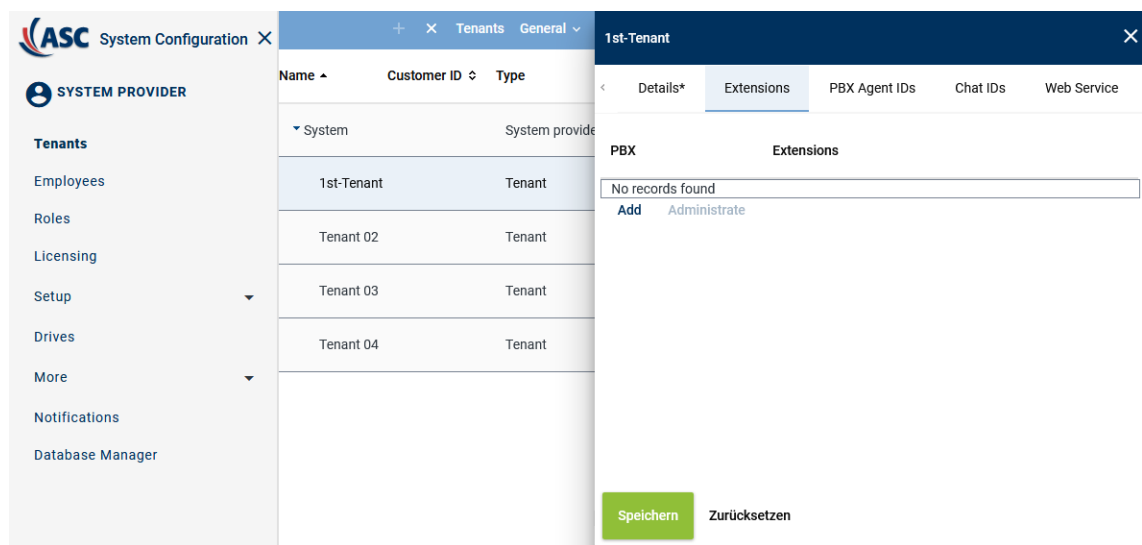 ASC System Configuration
SYSTEM PROVIDER
Tenants
Employees
Roles
Licensing
Setup
Drives
More
Notifications
Database Manager
Tenants General
Name Customer ID Type
System System provide
1st-Tenant Tenant
Tenant 02 Tenant
Tenant 03 Tenant
Tenant 04 Tenant
1st-Tenant
Details* Extensions PBX Agent IDs Chat IDs Web Service
PBX Extensions
No records found
Add Administrate
Speichern Zurücksetzen